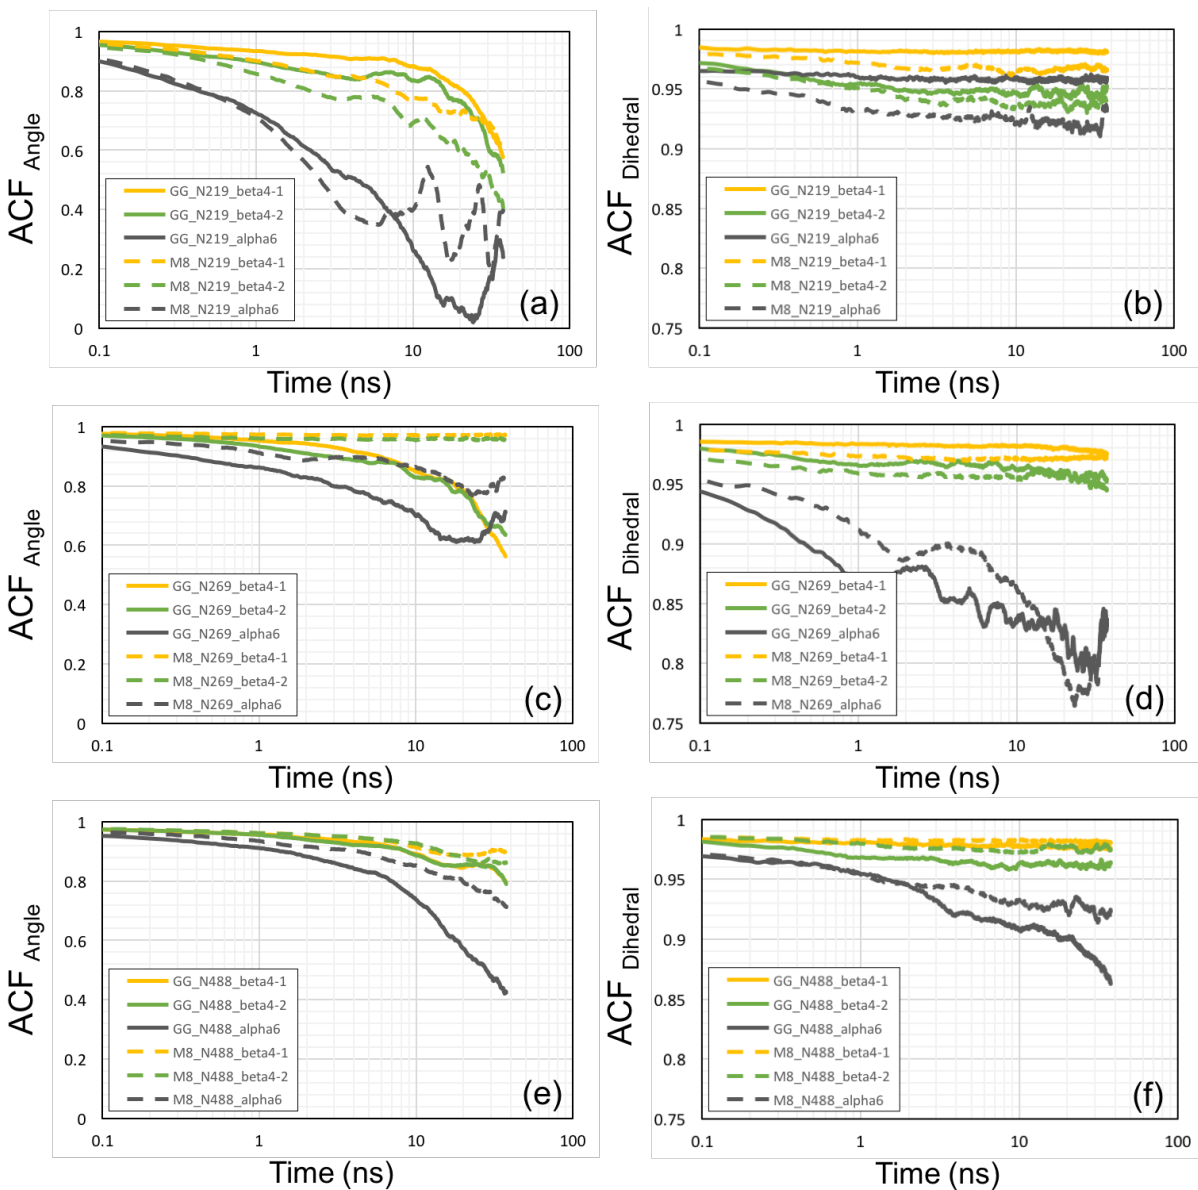 1
0.8
0.6
0.4
0.2
0
ACF Angle
GG_N219_beta4-1
GG_N219_beta4-2
GG_N219_alpha6
M8_N219_beta4-1
M8_N219_beta4-2
M8_N219_alpha6
(a)
0.1 1 10 100
Time (ns)
1
0.95
0.9
0.85
0.8
0.75
ACF Dihedral
GG_N219_beta4-1
GG_N219_beta4-2
GG_N219_alpha6
M8_N219_beta4-1
M8_N219_beta4-2
M8_N219_alpha6
(b)
0.1 1 10 100
Time (ns)
1
0.8
0.6
0.4
0.2
0
ACF Angle
GG_N269_beta4-1
GG_N269_beta4-2
GG_N269_alpha6
M8_N269_beta4-1
M8_N269_beta4-2
M8_N269_alpha6
(c)
0.1 1 10 100
Time (ns)
1
0.95
0.9
0.85
0.8
0.75
ACF Dihedral
GG_N269_beta4-1
GG_N269_beta4-2
GG_N269_alpha6
M8_N269_beta4-1
M8_N269_beta4-2
M8_N269_alpha6
(d)
0.1 1 10 100
Time (ns)
1
0.8
0.6
0.4
0.2
0
ACF Angle
GG_N488_beta4-1
GG_N488_beta4-2
GG_N488_alpha6
M8_N488_beta4-1
M8_N488_beta4-2
M8_N488_alpha6
(e)
0.1 1 10 100
Time (ns)
1
0.95
0.9
0.85
0.8
0.75
ACF Dihedral
GG_N488_beta4-1
GG_N488_beta4-2
GG_N488_alpha6
M8_N488_beta4-1
M8_N488_beta4-2
M8_N488_alpha6
(f)
0.1 1 10 100
Time (ns)